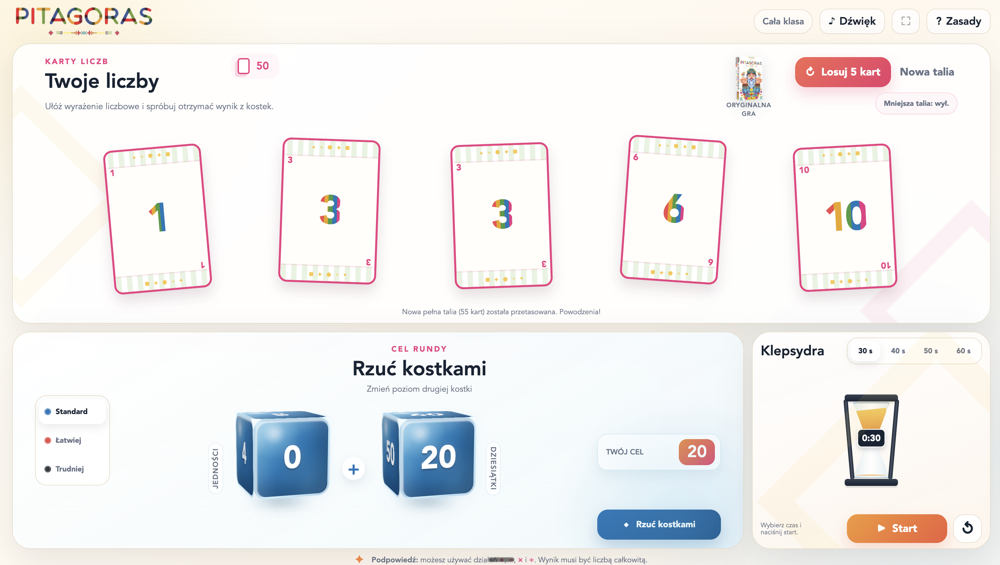 PITAGORAS
Cała klasa
♪ Dźwięk
? Zasady
KARTY LICZB
50
Twoje liczby
Ułóż wyrażenie liczbowe i spróbuj otrzymać wynik z kostek.
PITAGORAS
ORYGINALNA
GRA
Losuj 5 kart
Nowa talia
Mniejsza talia: wył.
1
1
1
3
3
3
3
3
3
6
6
6
10
10
10
Nowa pełna talia (55 kart) została przetasowana. Powodzenia!
CEL RUNDY
Rzuć kostkami
Zmień poziom drugiej kostki
Standard
Łatwiej
Trudniej
JEDNOŚCI
4
0
+
60
50
20
DZIESIĄTKI
TWÓJ CEL
20
Rzuć kostkami
Klepsydra
30 s
40 s
50 s
60 s
0:30
Wybierz czas i
naciśnij start.
Start
Podpowiedź: możesz używać działań +, −, × i ÷. Wynik musi być liczbą całkowitą.